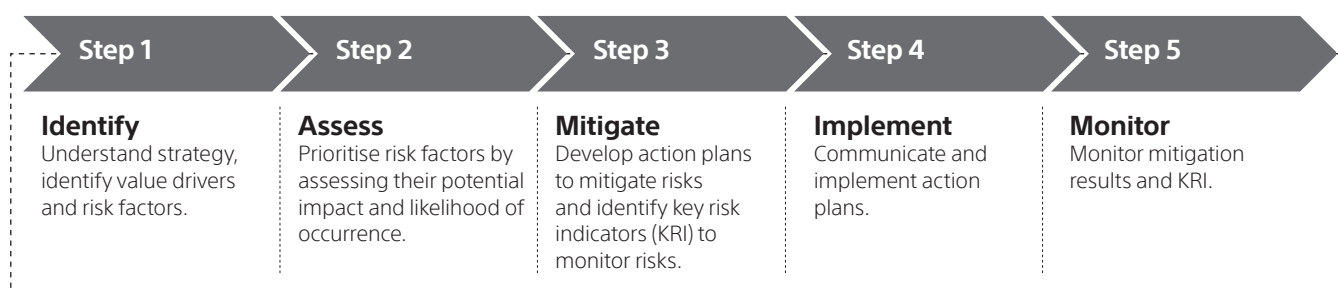 Step 1
Step 2
Step 3
Step 4
Step 5
Identify
Understand strategy,
identify value drivers
and risk factors.
Assess
Prioritise risk factors by
assessing their potential
impact and likelihood of
occurrence.
Mitigate
Develop action plans
to mitigate risks
and identify key risk
indicators (KRI) to
monitor risks.
Implement
Communicate and
implement action
plans.
Monitor
Monitor mitigation
results and KRI.